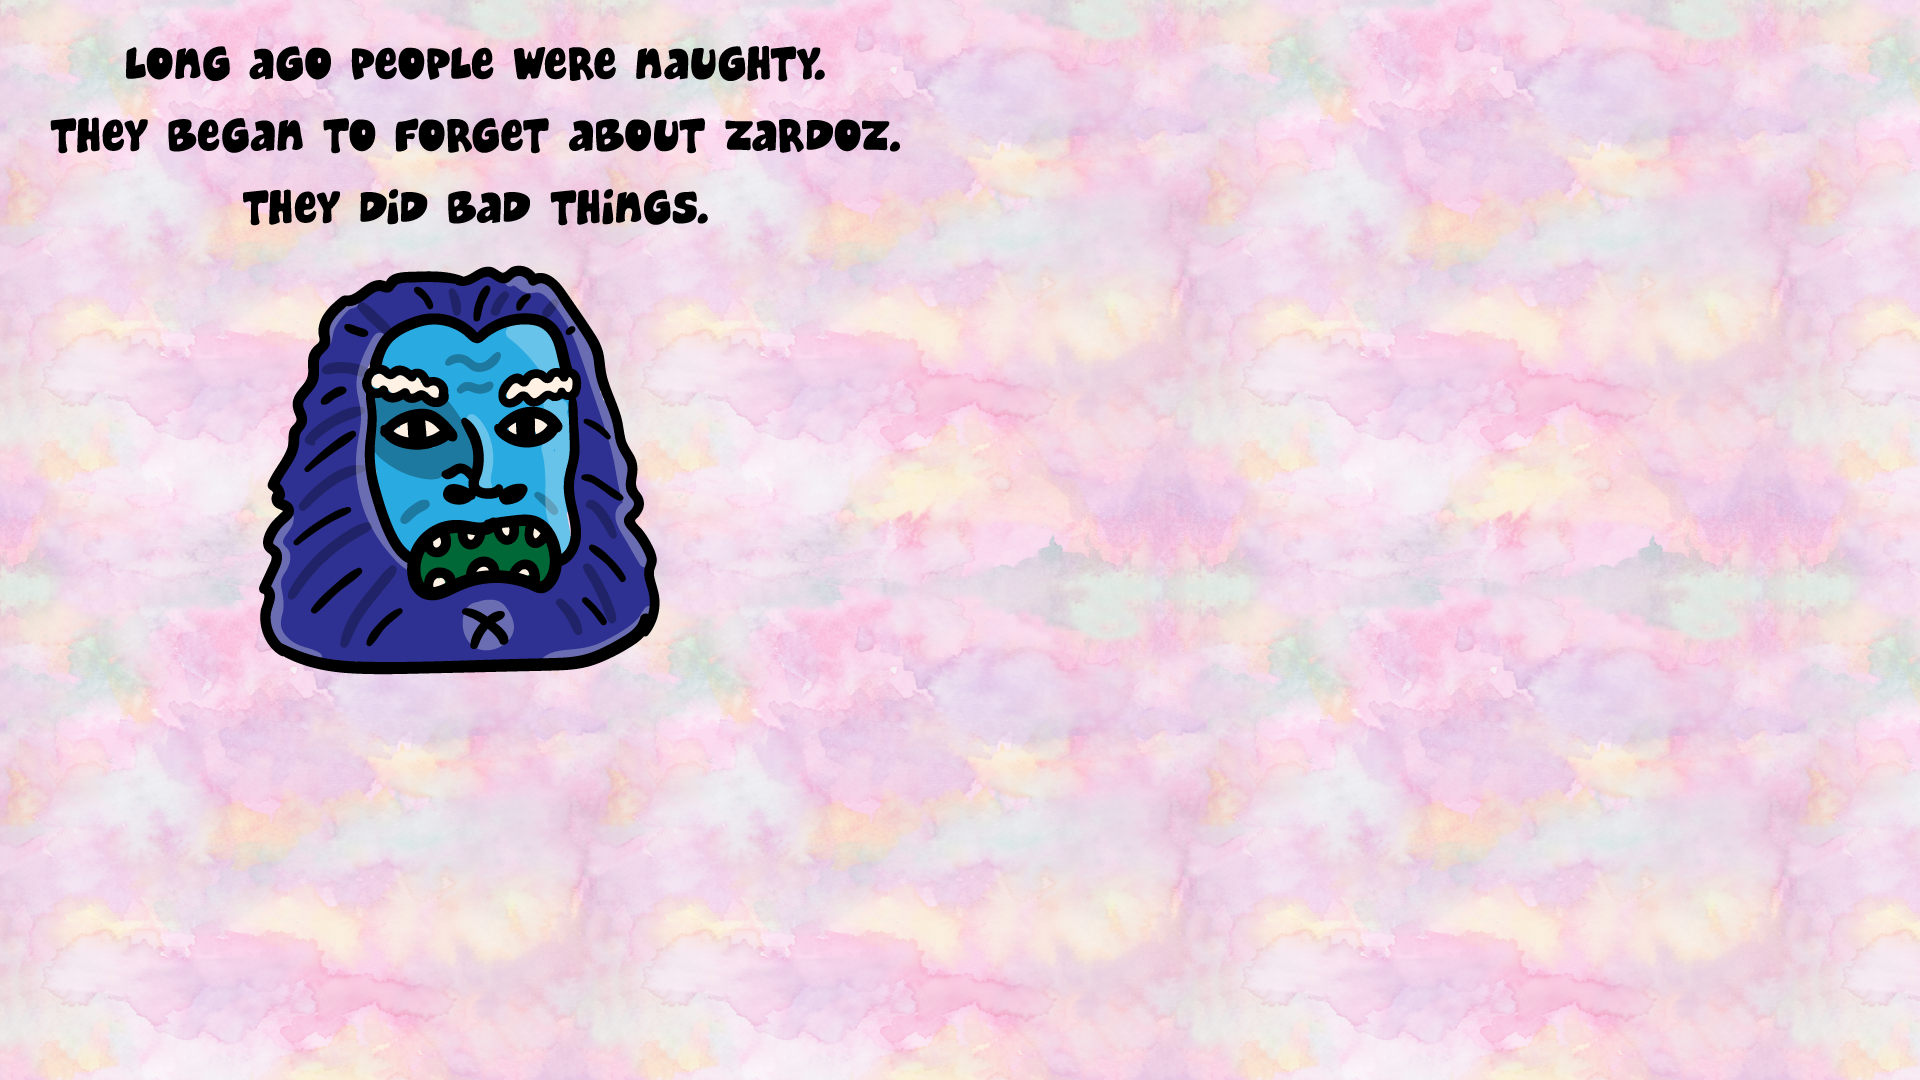 Long ago people were naughty.
They began to forget about Zardoz.
They did bad things.